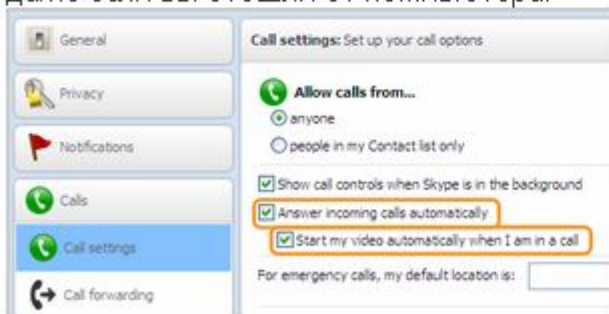 General
Privacy
Notifications
Calls
Call settings
Call forwarding
Call settings: Set up your call options
Allow calls from...
anyone
people in my Contact list only
Show call controls when Skype is in the background
Answer incoming calls automatically
Start my video automatically when I am in a call
For emergency calls, my default location is: